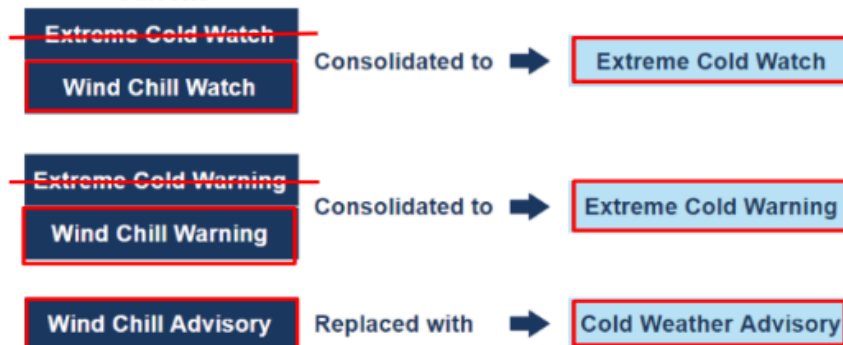 Extreme Cold Watch
Wind Chill Watch
Consolidated to
Extreme Cold Watch
Extreme Cold Warning
Wind Chill Warning
Consolidated to
Extreme Cold Warning
Wind Chill Advisory
Replaced with
Cold Weather Advisory